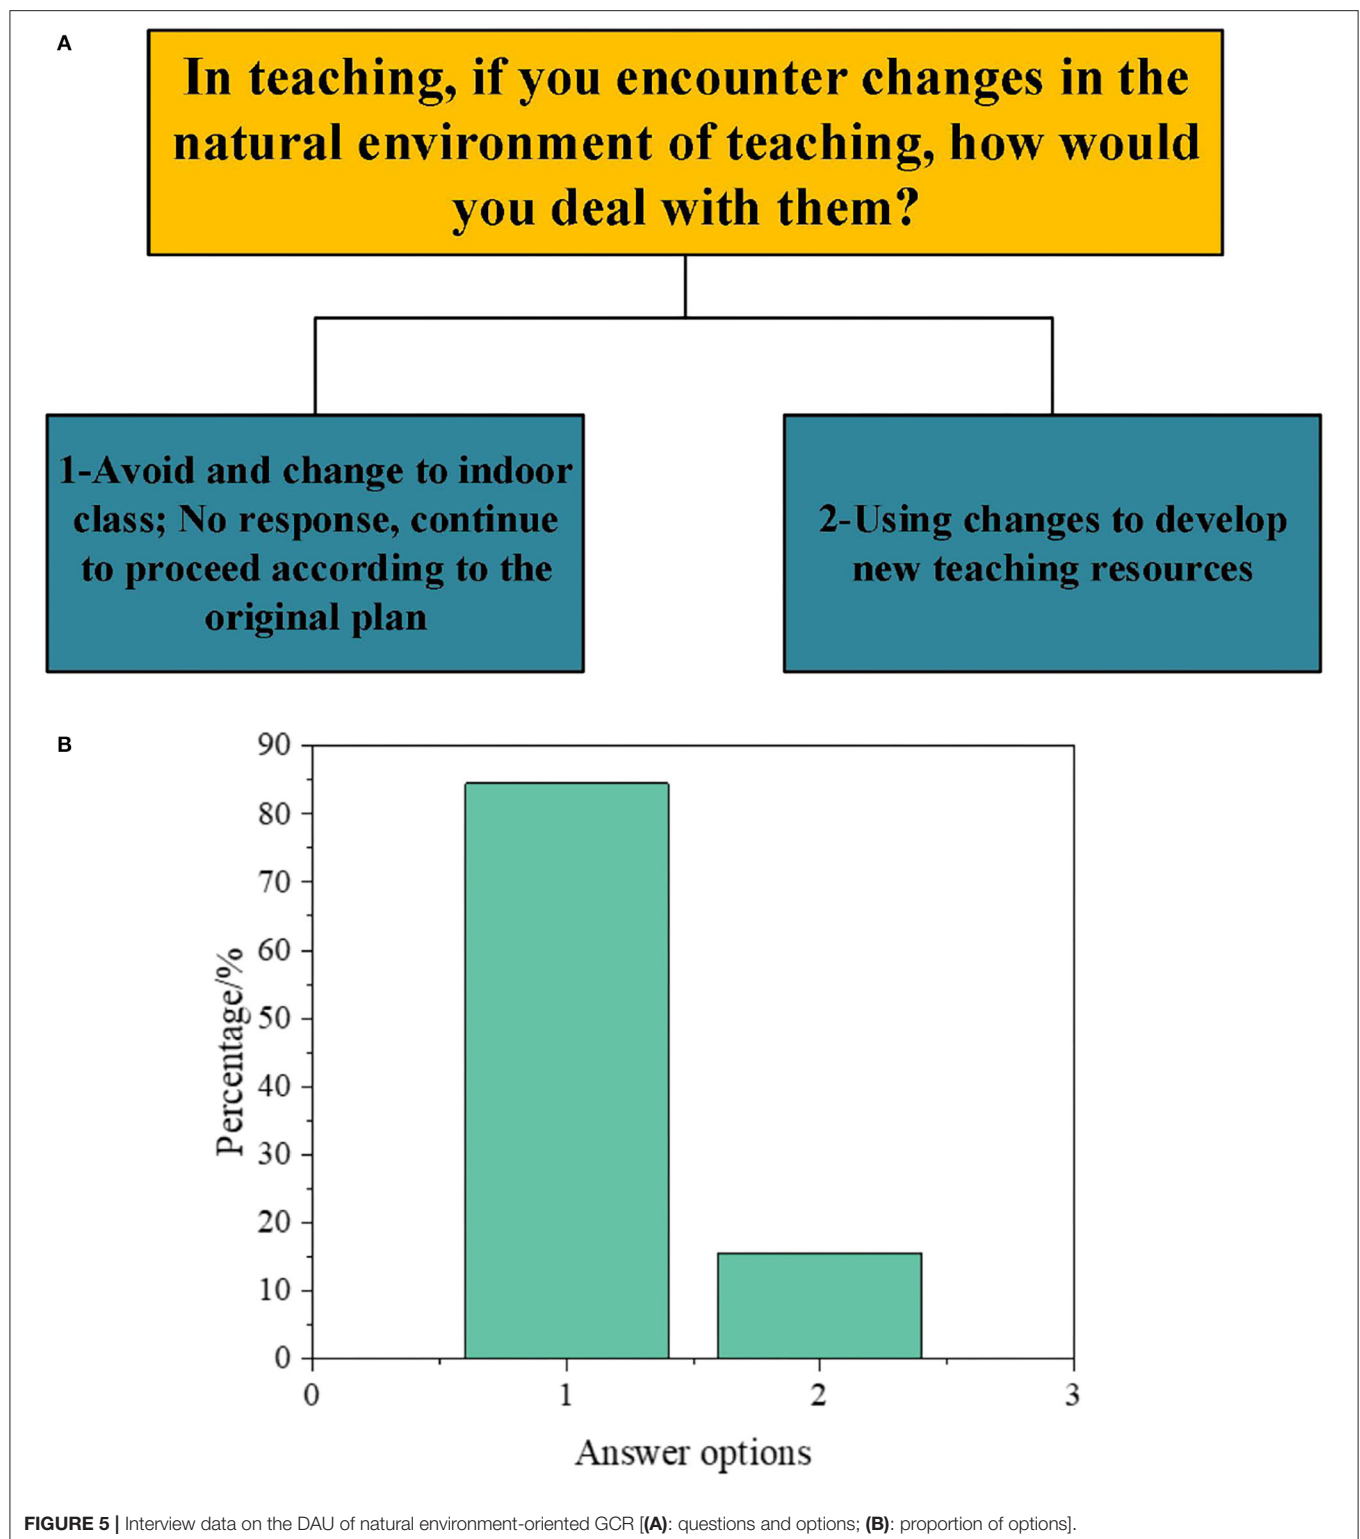 A
In teaching, if you encounter changes in the
natural environment of teaching, how would
you deal with them?
1-Avoid and change to indoor
class; No response, continue
to proceed according to the
original plan
2-Using changes to develop
new teaching resources
B
90
80
70
60
50
40
30
20
10
0
Percentage/%
0 1 2 3
Answer options
FIGURE 5 | Interview data on the DAU of natural environment-oriented GCR [(A): questions and options; (B): proportion of options].